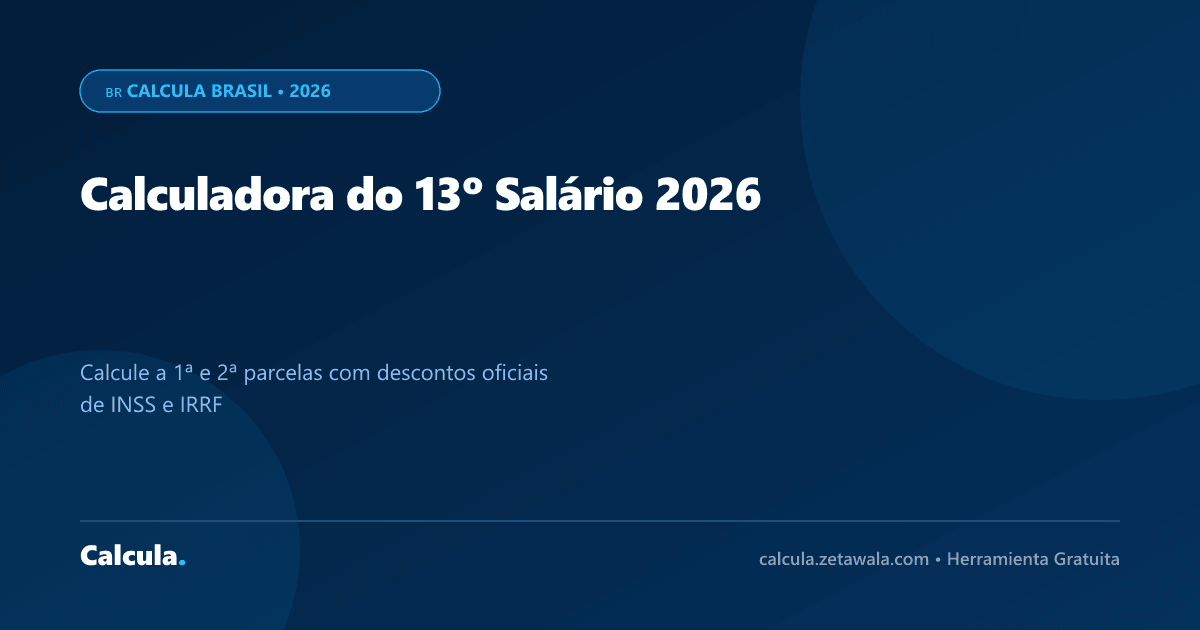 BR CALCULA BRASIL • 2026
Calculadora do 13º Salário 2026
Calcule a 1ª e 2ª parcelas com descontos oficiais
de INSS e IRRF
Calcula.
calcula.zetawala.com • Herramienta Gratuita